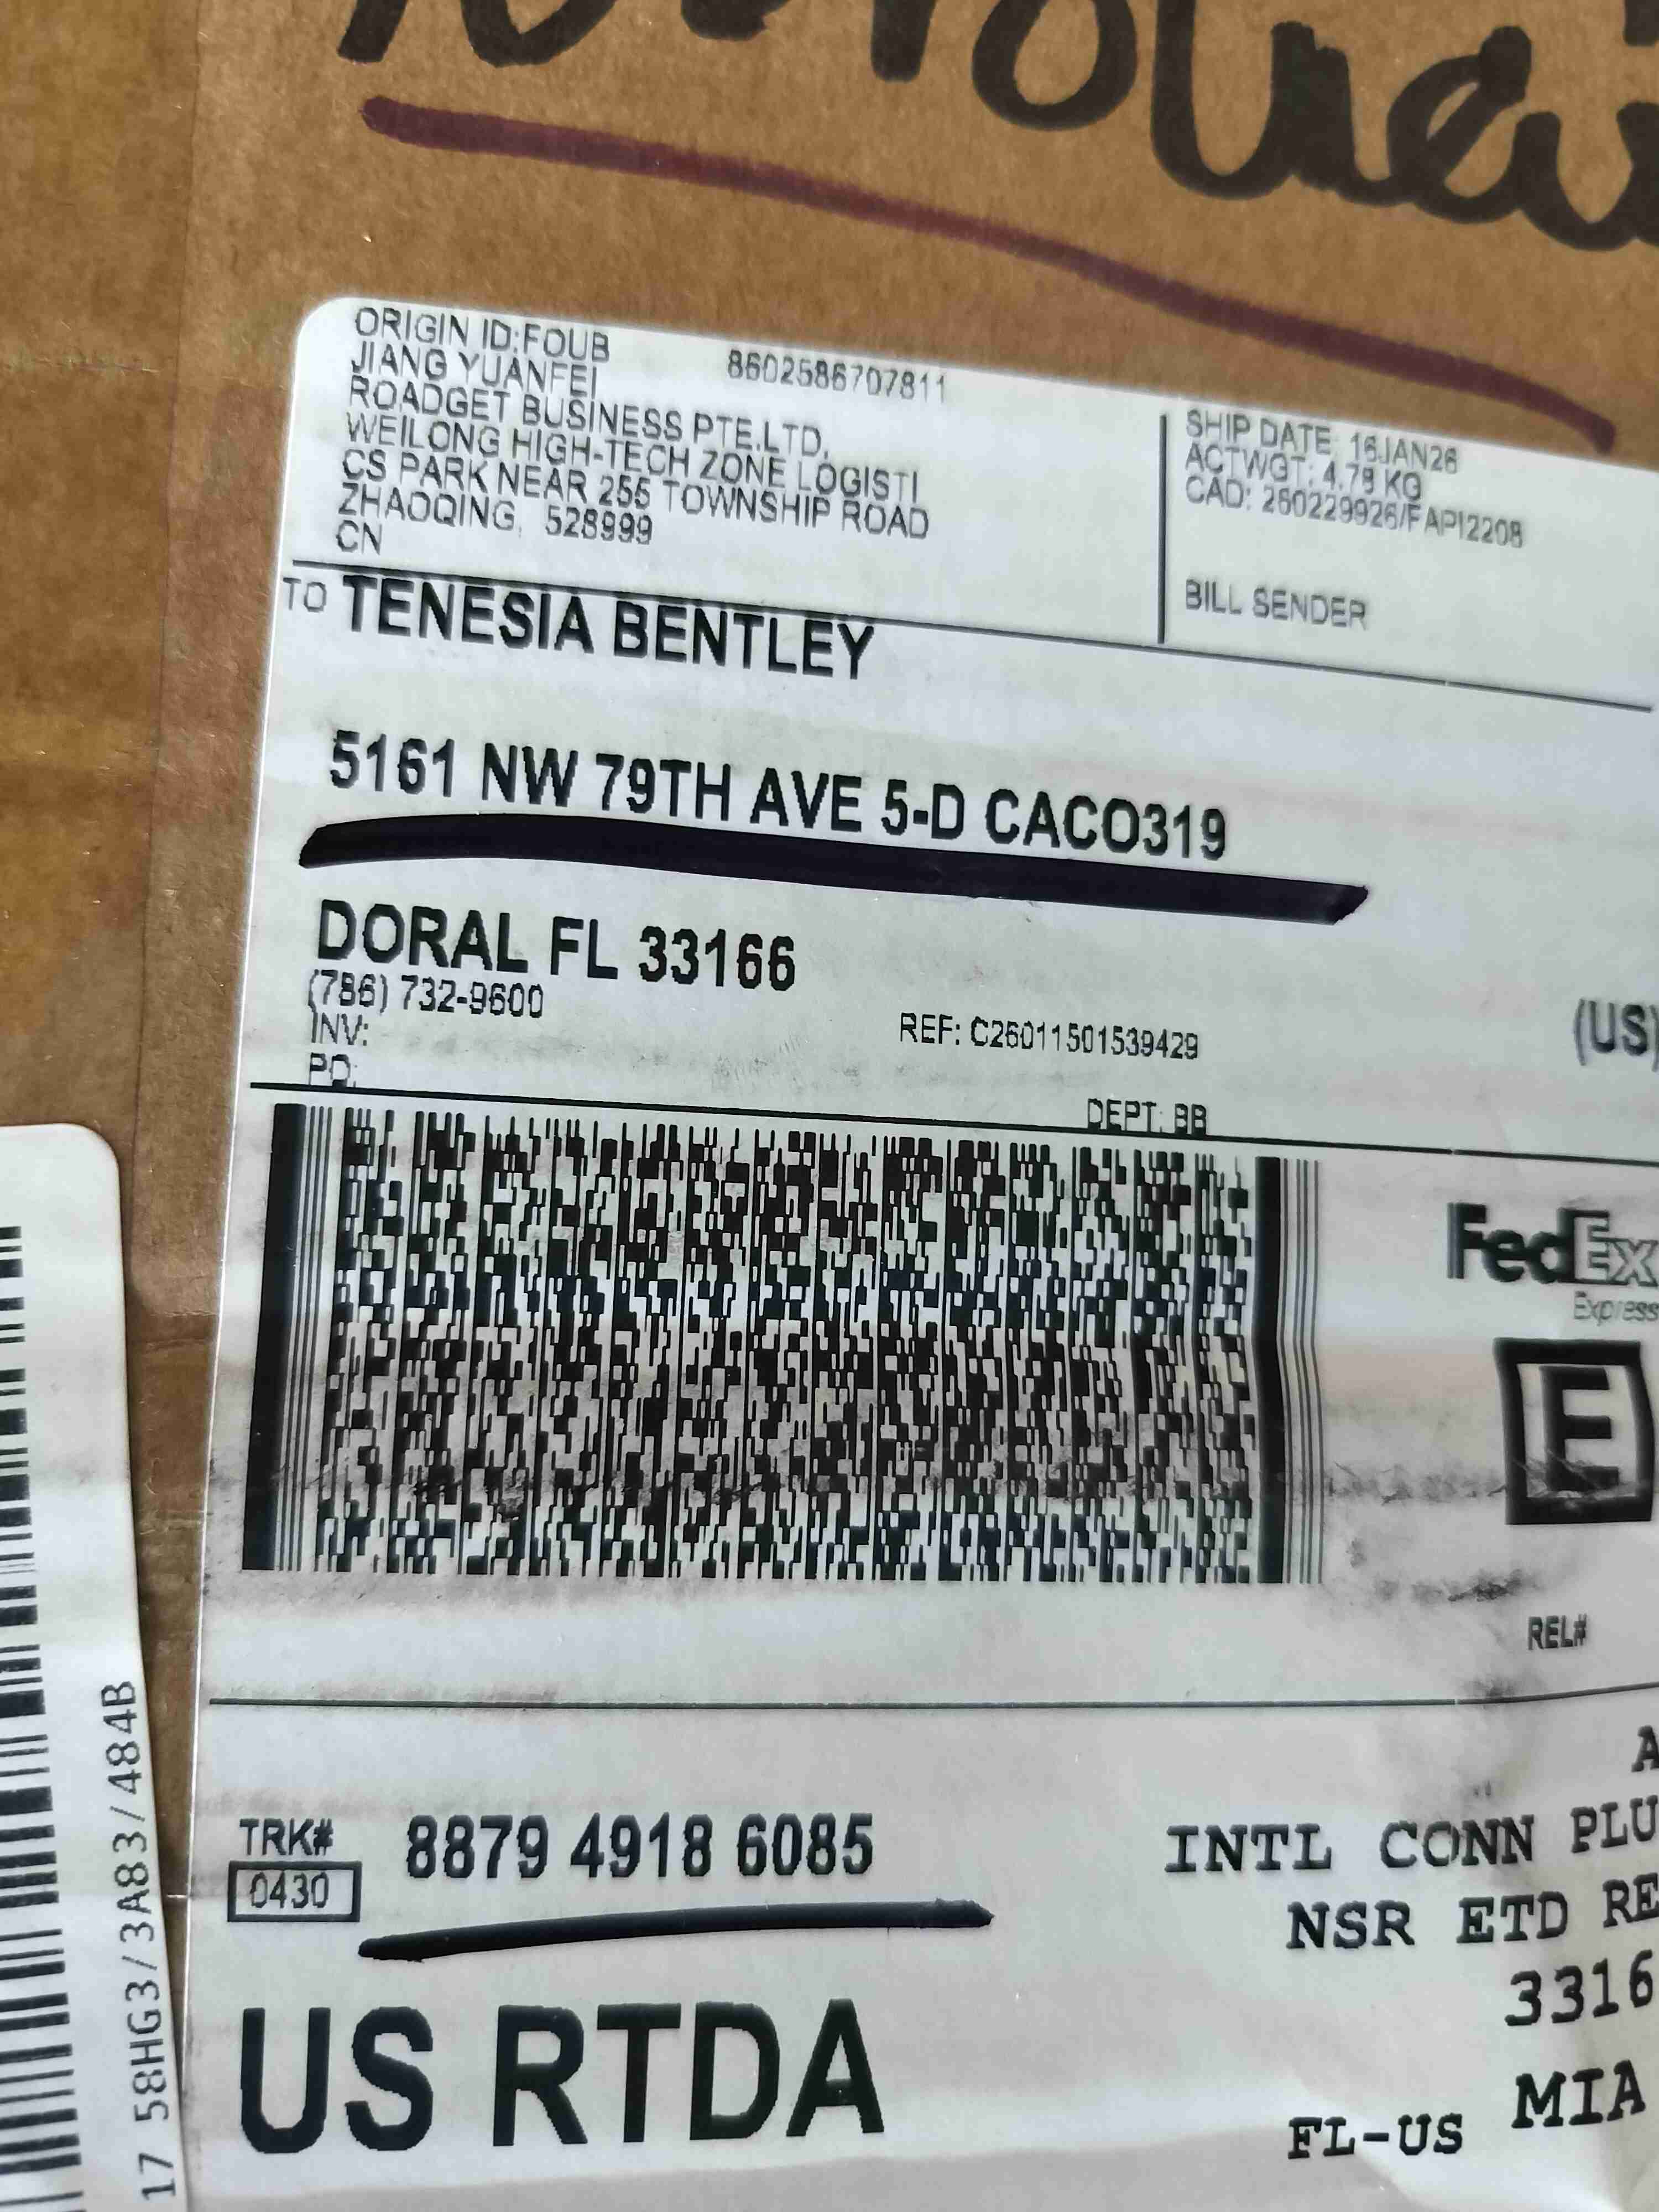 ORIGIN ID:FOUB 8602586707811
JIANG YUANFEI
ROADGET BUSINESS PTE.LTD.
WEILONG HIGH-TECH ZONE LOGISTI
CS PARK NEAR 255 TOWNSHIP ROAD
ZHAOQING, 528999
CN
SHIP DATE: 16JAN26
ACTWGT: 4.78 KG
CAD: 260229926/FAPI2208
BILL SENDER
TO TENESIA BENTLEY
5161 NW 79TH AVE 5-D CACO319
DORAL FL 33166
(786) 732-9600
INV:
REF: C26011501539429
(US)
PO:
DEPT: BB
FedEx
Express
E
REL#
TRK# 8879 4918 6085
0430
A
INTL CONN PLU
NSR ETD RE
3316
US RTDA
FL-US MIA
17 58HG3/3A83/484B